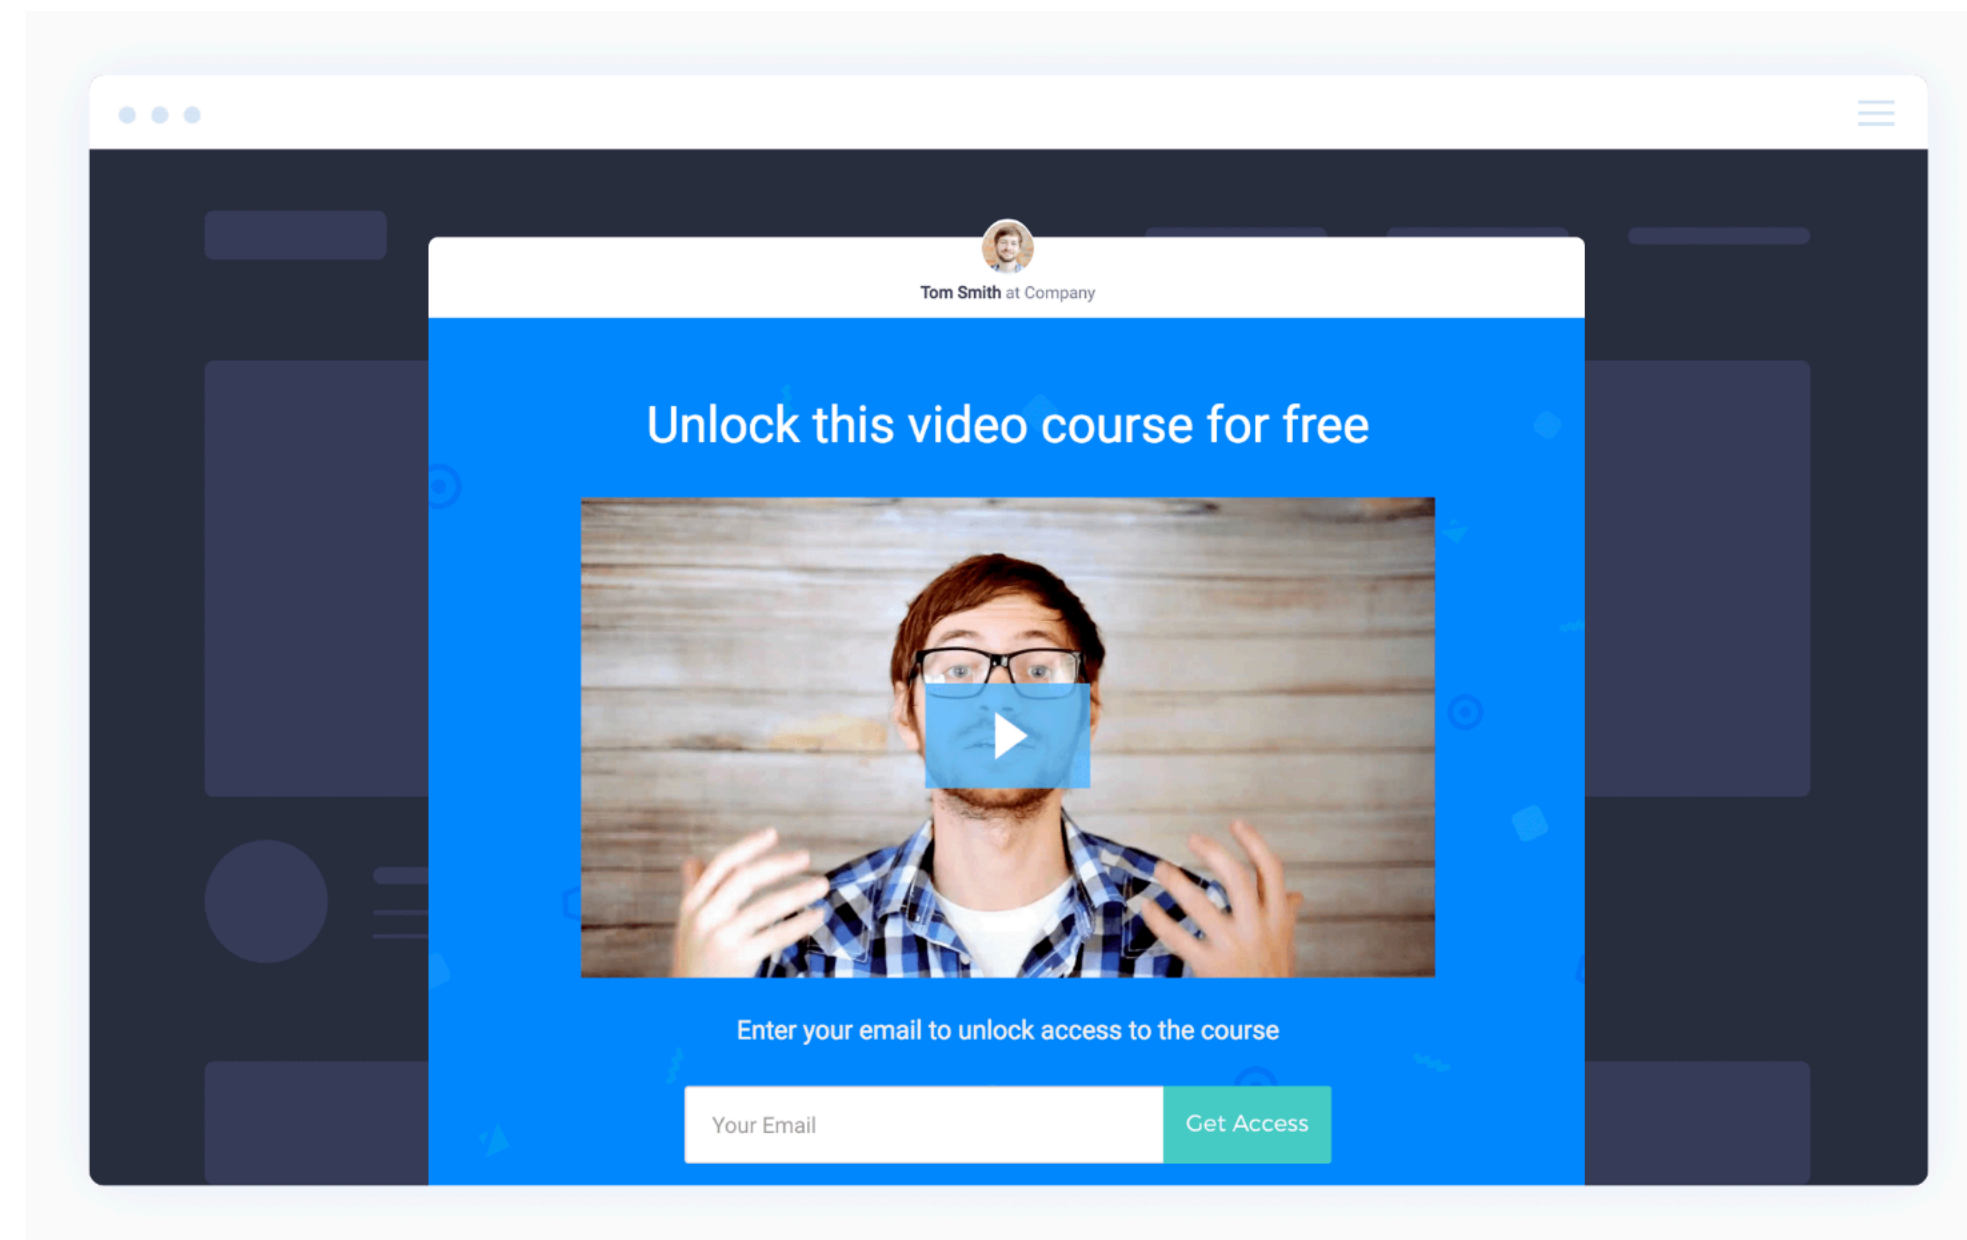 Tom Smith at Company
Unlock this video course for free
Enter your email to unlock access to the course
Your Email
Get Access